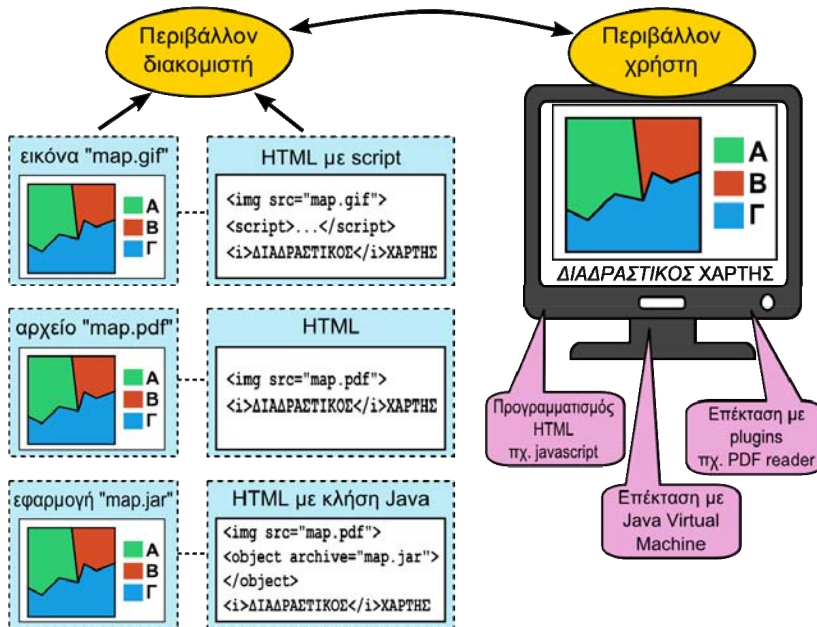 Περιβάλλον
διακομιστή
Περιβάλλον
χρήστη
εικόνα "map.gif"
Α
Β
Γ
HTML με script
<img src="map.gif">
<script>...</script>
<i>ΔΙΑΔΡΑΣΤΙΚΟΣ</i>ΧΑΡΤΗΣ
Α
Β
Γ
ΔΙΑΔΡΑΣΤΙΚΟΣ ΧΑΡΤΗΣ
αρχείο "map.pdf"
Α
Β
Γ
HTML
<img src="map.pdf">
<i>ΔΙΑΔΡΑΣΤΙΚΟΣ</i>ΧΑΡΤΗΣ
Προγραμματισμός
HTML
πχ. javascript
Επέκταση με
plugins
πχ. PDF reader
Επέκταση με
Java Virtual
Machine
εφαρμογή "map.jar"
Α
Β
Γ
HTML με κλήση Java
<img src="map.pdf">
<object archive="map.jar">
</object>
<i>ΔΙΑΔΡΑΣΤΙΚΟΣ</i>ΧΑΡΤΗΣ